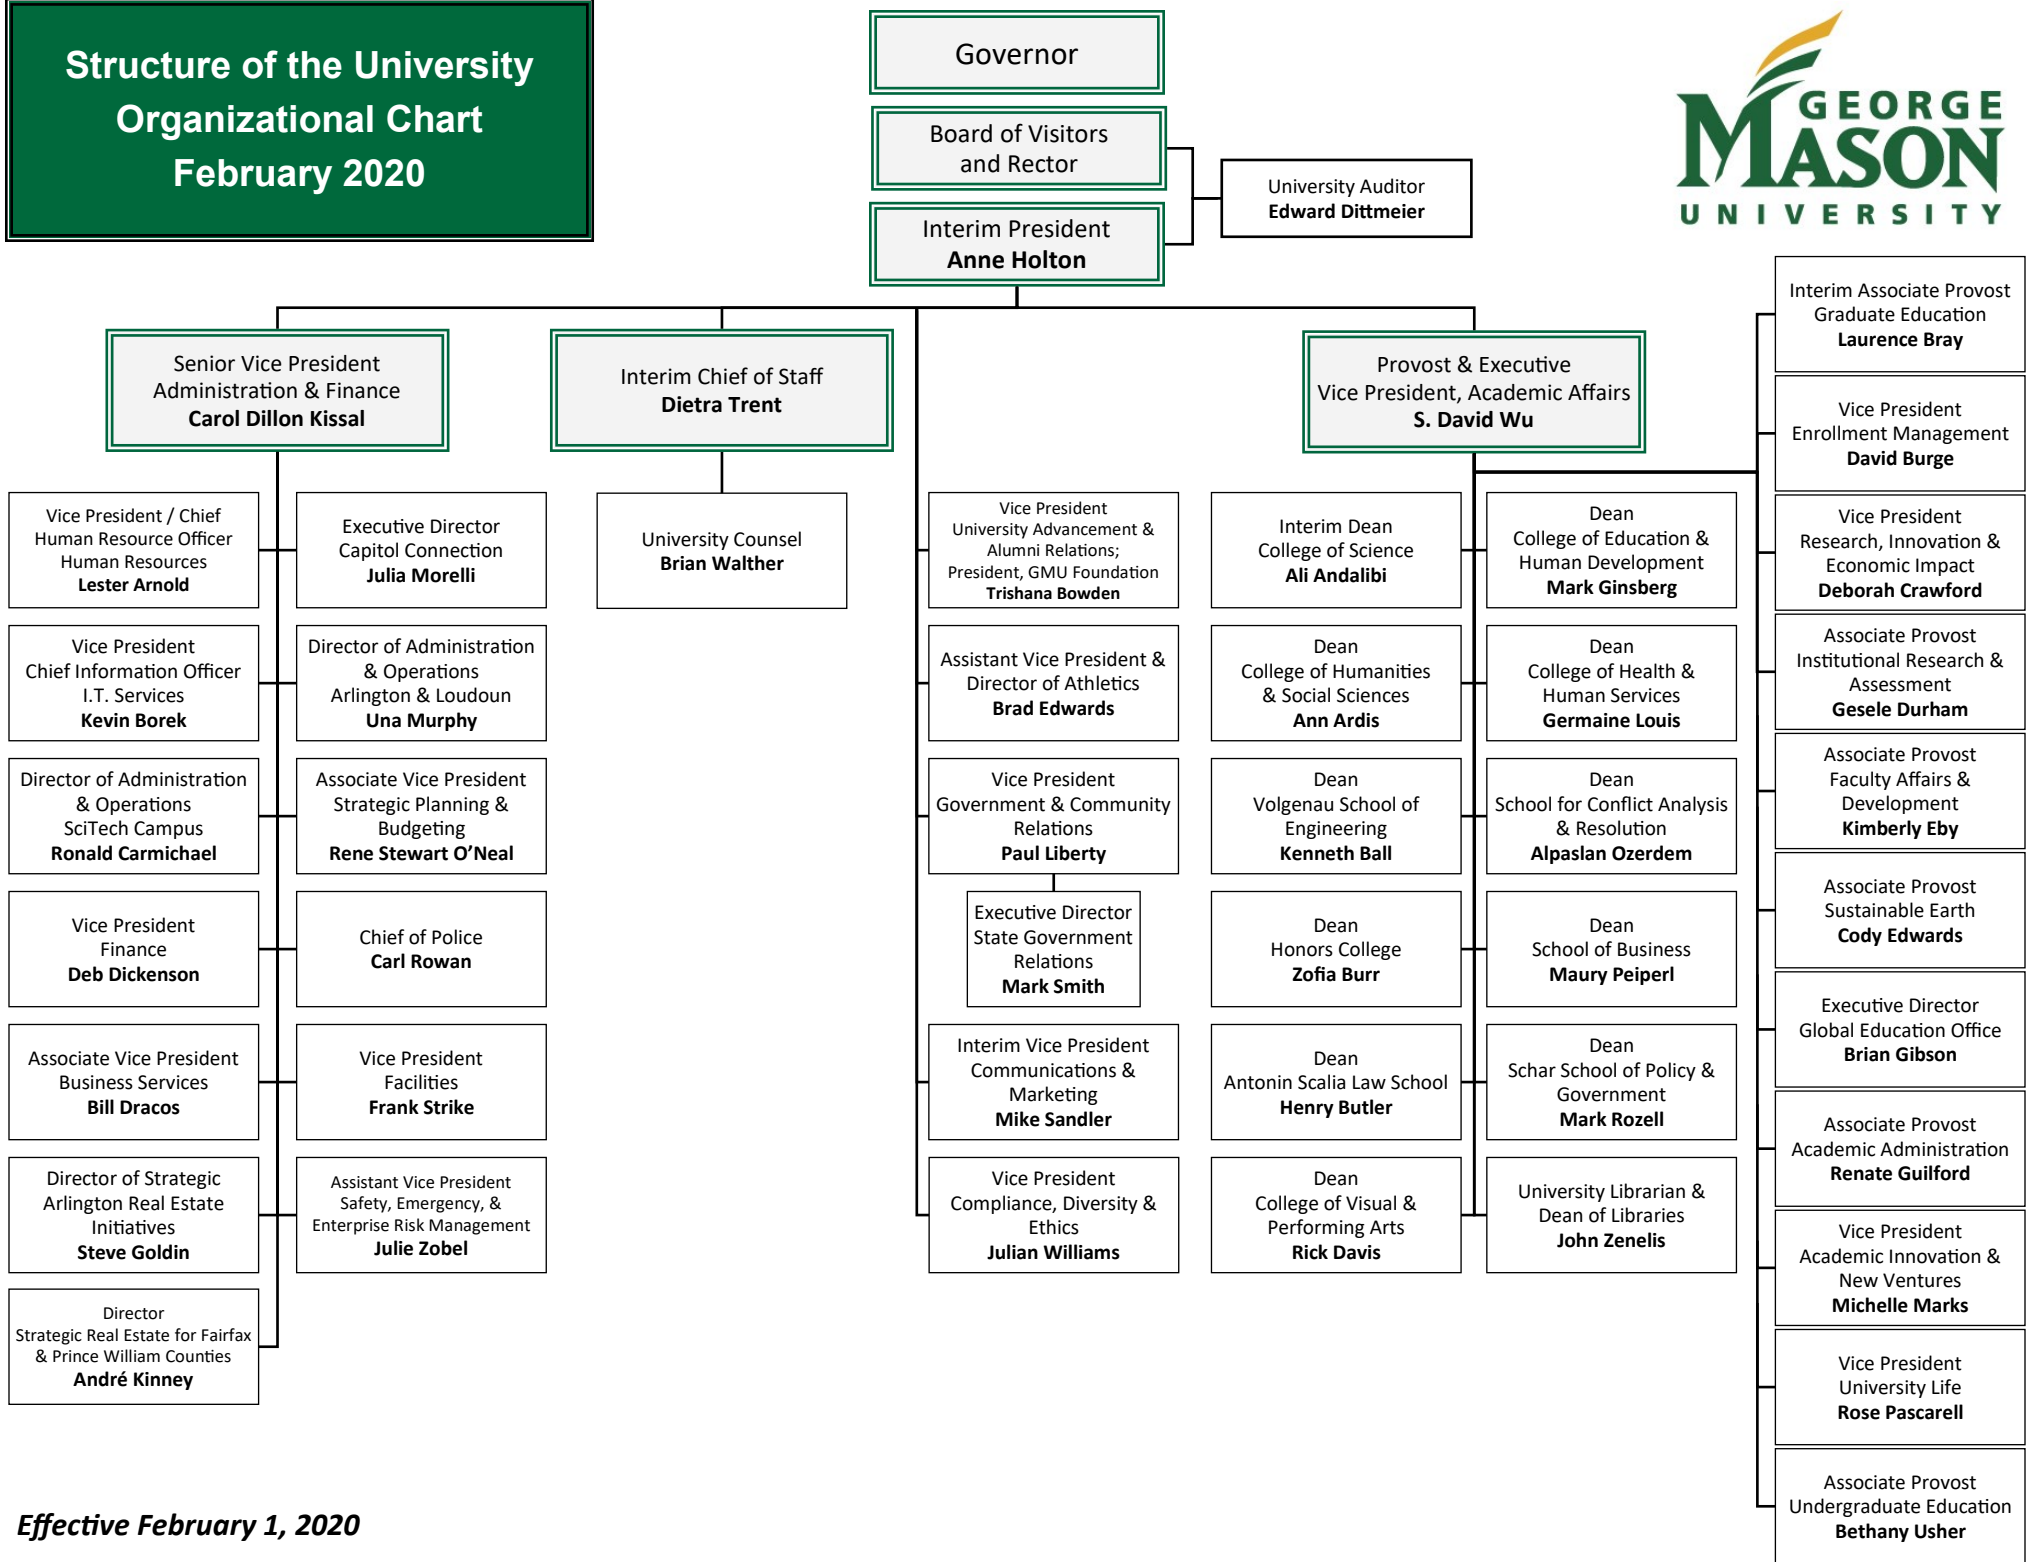 Structure of the University
Organizational Chart
February 2020
Governor
Board of Visitors
and Rector
Interim President
Anne Holton
University Auditor
Edward Dittmeier
GEORGE
MASON
UNIVERSITY
Senior Vice President
Administration & Finance
Carol Dillon Kissal
Interim Chief of Staff
Dietra Trent
Provost & Executive
Vice President, Academic Affairs
S. David Wu
Vice President / Chief
Human Resource Officer
Human Resources
Lester Arnold
Executive Director
Capitol Connection
Julia Morelli
Vice President
Chief Information Officer
I.T. Services
Kevin Borek
Director of Administration
& Operations
Arlington & Loudoun
Una Murphy
Director of Administration
& Operations
SciTech Campus
Ronald Carmichael
Associate Vice President
Strategic Planning &
Budgeting
Rene Stewart O’Neal
Vice President
Finance
Deb Dickenson
Chief of Police
Carl Rowan
Associate Vice President
Business Services
Bill Dracos
Vice President
Facilities
Frank Strike
Director of Strategic
Arlington Real Estate
Initiatives
Steve Goldin
Assistant Vice President
Safety, Emergency, &
Enterprise Risk Management
Julie Zobel
Director
Strategic Real Estate for Fairfax
& Prince William Counties
André Kinney
University Counsel
Brian Walther
Vice President
University Advancement &
Alumni Relations;
President, GMU Foundation
Trishana Bowden
Assistant Vice President &
Director of Athletics
Brad Edwards
Vice President
Government & Community
Relations
Paul Liberty
Executive Director
State Government
Relations
Mark Smith
Interim Vice President
Communications &
Marketing
Mike Sandler
Vice President
Compliance, Diversity &
Ethics
Julian Williams
Interim Dean
College of Science
Ali Andalibi
Dean
College of Education &
Human Development
Mark Ginsberg
Dean
College of Humanities
& Social Sciences
Ann Ardis
Dean
College of Health &
Human Services
Germaine Louis
Dean
Volgenau School of
Engineering
Kenneth Ball
Dean
School for Conflict Analysis
& Resolution
Alpaslan Ozerdem
Dean
Honors College
Zofia Burr
Dean
School of Business
Maury Peiperl
Dean
Antonin Scalia Law School
Henry Butler
Dean
Schar School of Policy &
Government
Mark Rozell
Dean
College of Visual &
Performing Arts
Rick Davis
University Librarian &
Dean of Libraries
John Zenelis
Interim Associate Provost
Graduate Education
Laurence Bray
Vice President
Enrollment Management
David Burge
Vice President
Research, Innovation &
Economic Impact
Deborah Crawford
Associate Provost
Institutional Research &
Assessment
Gesele Durham
Associate Provost
Faculty Affairs &
Development
Kimberly Eby
Associate Provost
Sustainable Earth
Cody Edwards
Executive Director
Global Education Office
Brian Gibson
Associate Provost
Academic Administration
Renate Guilford
Vice President
Academic Innovation &
New Ventures
Michelle Marks
Vice President
University Life
Rose Pascarell
Associate Provost
Undergraduate Education
Bethany Usher
Effective February 1, 2020